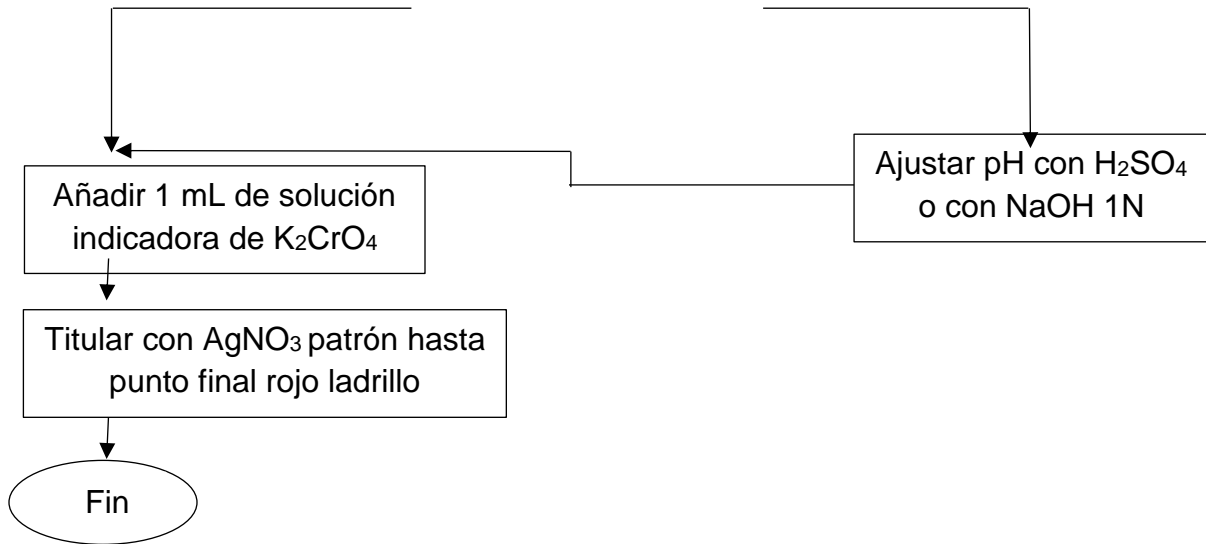 Ajustar pH con H₂SO₄
o con NaOH 1N
Añadir 1 mL de solución
indicadora de K₂CrO₄
Titular con AgNO₃ patrón hasta
punto final rojo ladrillo
Fin